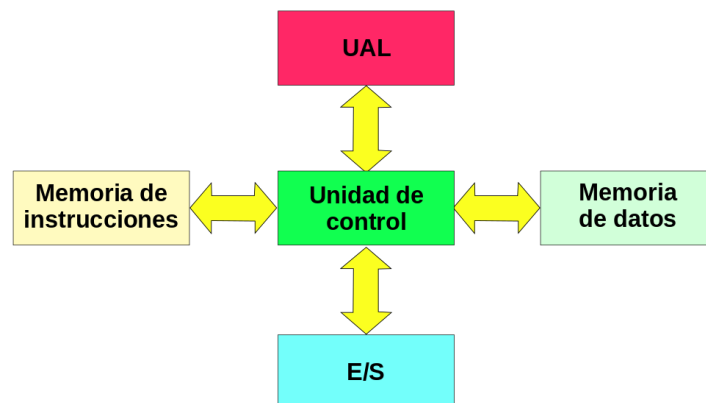 UAL
Memoria de
instrucciones
Unidad de
control
Memoria
de datos
E/S